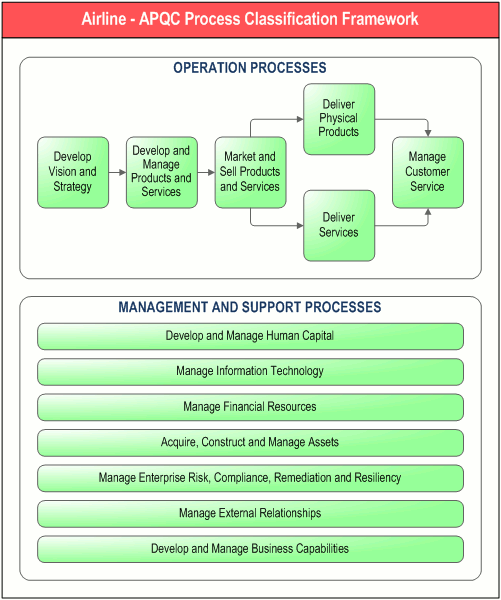 Airline - APQC Process Classification Framework
OPERATION PROCESSES
Develop
Vision and
Strategy
Develop and
Manage
Products and
Services
Market and
Sell Products
and Services
Deliver
Physical
Products
Deliver
Services
Manage
Customer
Service
MANAGEMENT AND SUPPORT PROCESSES
Develop and Manage Human Capital
Manage Information Technology
Manage Financial Resources
Acquire, Construct and Manage Assets
Manage Enterprise Risk, Compliance, Remediation and Resiliency
Manage External Relationships
Develop and Manage Business Capabilities